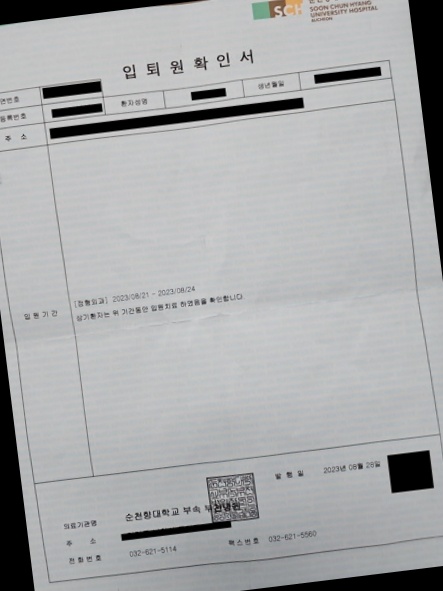 SCH
SOON CHUN HYANG
UNIVERSITY HOSPITAL
BUCHEON
입 퇴 원 확 인 서
연번호
등록번호 환자성명 생년월일
주 소
입 원 기 간
[정형외과] 2023/08/21 - 2023/08/24
상기환자는 위 기간동안 입원치료 하였음을 확인합니다
발 행 일 2023년 08월 28일
의료기관명 순천향대학교 부속 부천병원
주 소
전 화 번 호 032-621-5114 팩 스 번 호 032-621-5560